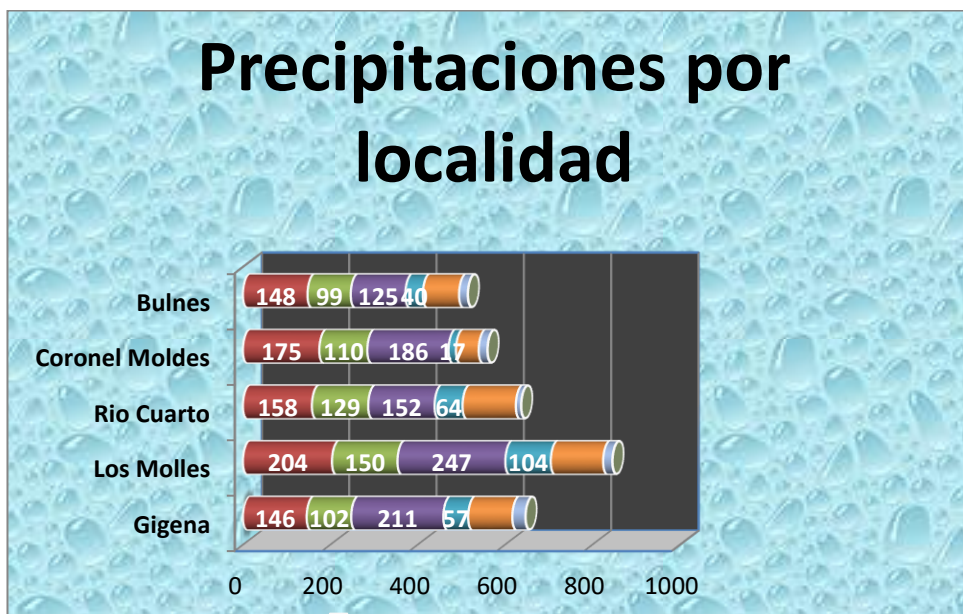 Precipitaciones por
localidad
Bulnes 148 99 125 40
Coronel Moldes 175 110 186 17
Rio Cuarto 158 129 152 64
Los Molles 204 150 247 104
Gigena 146 102 211 57
0 200 400 600 800 1000